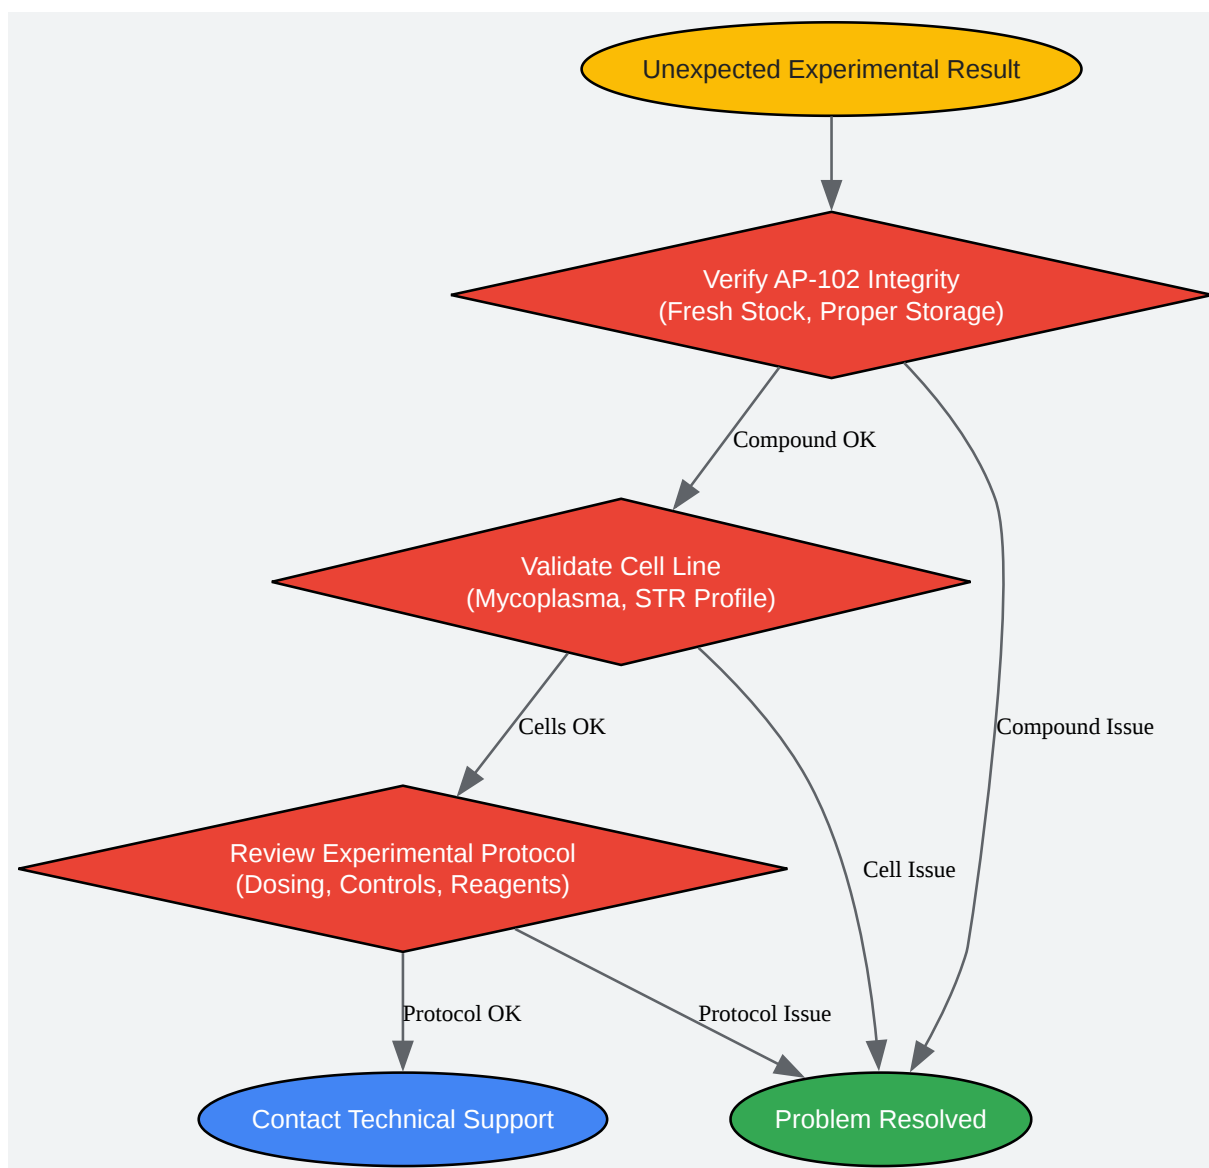 Unexpected Experimental Result
Verify AP-102 Integrity
(Fresh Stock, Proper Storage)
Compound OK
Validate Cell Line
(Mycoplasma, STR Profile)
Cells OK
Compound Issue
Review Experimental Protocol
(Dosing, Controls, Reagents)
Cell Issue
Protocol OK
Protocol Issue
Contact Technical Support
Problem Resolved